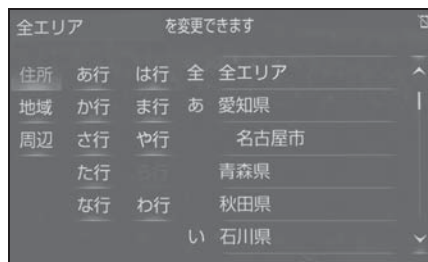 全エリア を変更できます
住所 あ行 は行 全 全エリア
地域 か行 ま行 あ 愛知県
周辺 さ行 や行 名古屋市
た行 青森県
な行 わ行 秋田県
い 石川県